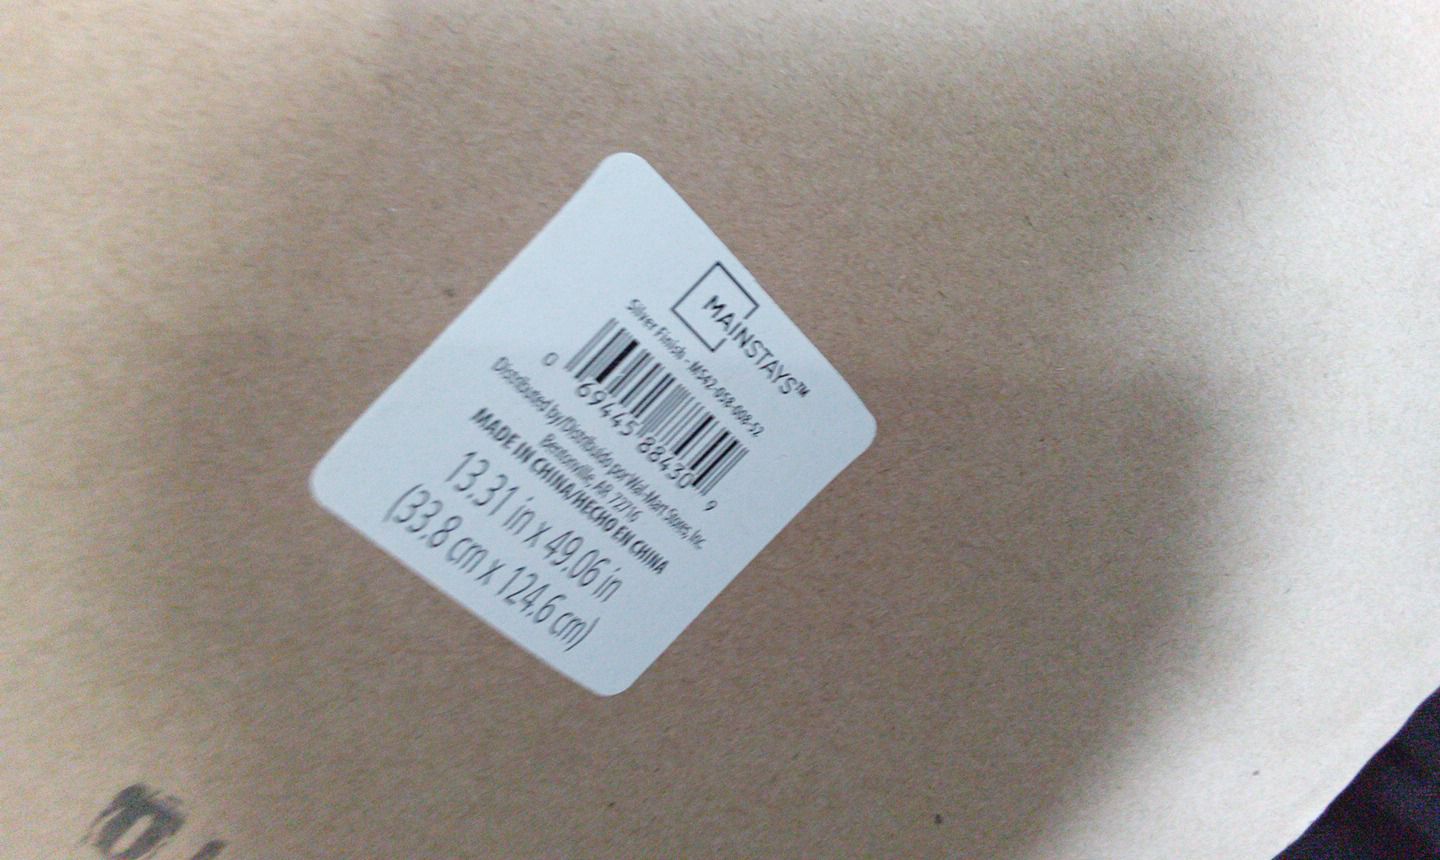 MAINSTAYS™
Silver Finish - MS42-058-008-52
0 69445 88430 9
Distributed by/Distribuido por Wal-Mart Stores, Inc.
Bentonville, AR 72716
MADE IN CHINA/HECHO EN CHINA
13.31 in x 49.06 in
(33.8 cm x 124.6 cm)